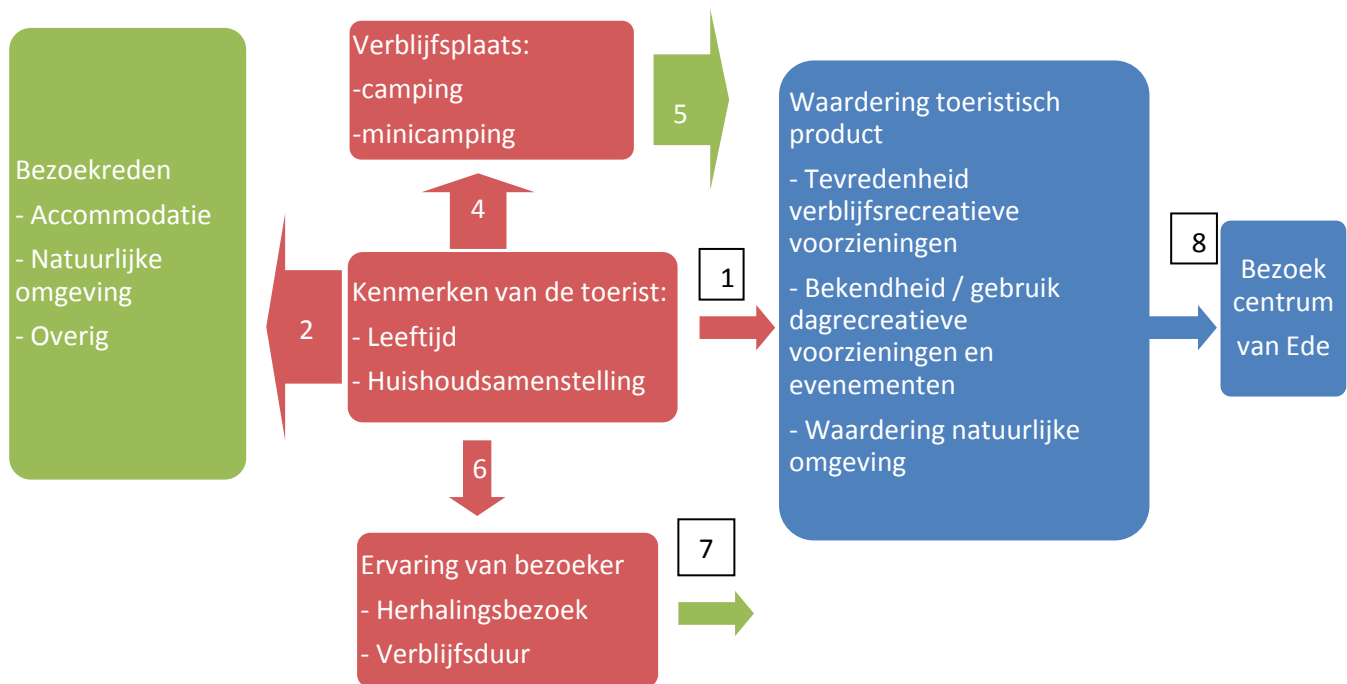 Bezoekreden
- Accommodatie
- Natuurlijke
omgeving
- Overig
2
Verblijfsplaats:
-camping
-minicamping
4
5
Kenmerken van de toerist:
- Leeftijd
- Huishoudsamenstelling
1
6
Ervaring van bezoeker
- Herhalingsbezoek
- Verblijfsduur
7
Waardering toeristisch
product
- Tevredenheid
verblijfsrecreatieve
voorzieningen
- Bekendheid / gebruik
dagrecreatieve
voorzieningen en
evenementen
- Waardering natuurlijke
omgeving
8
Bezoek
centrum
van Ede